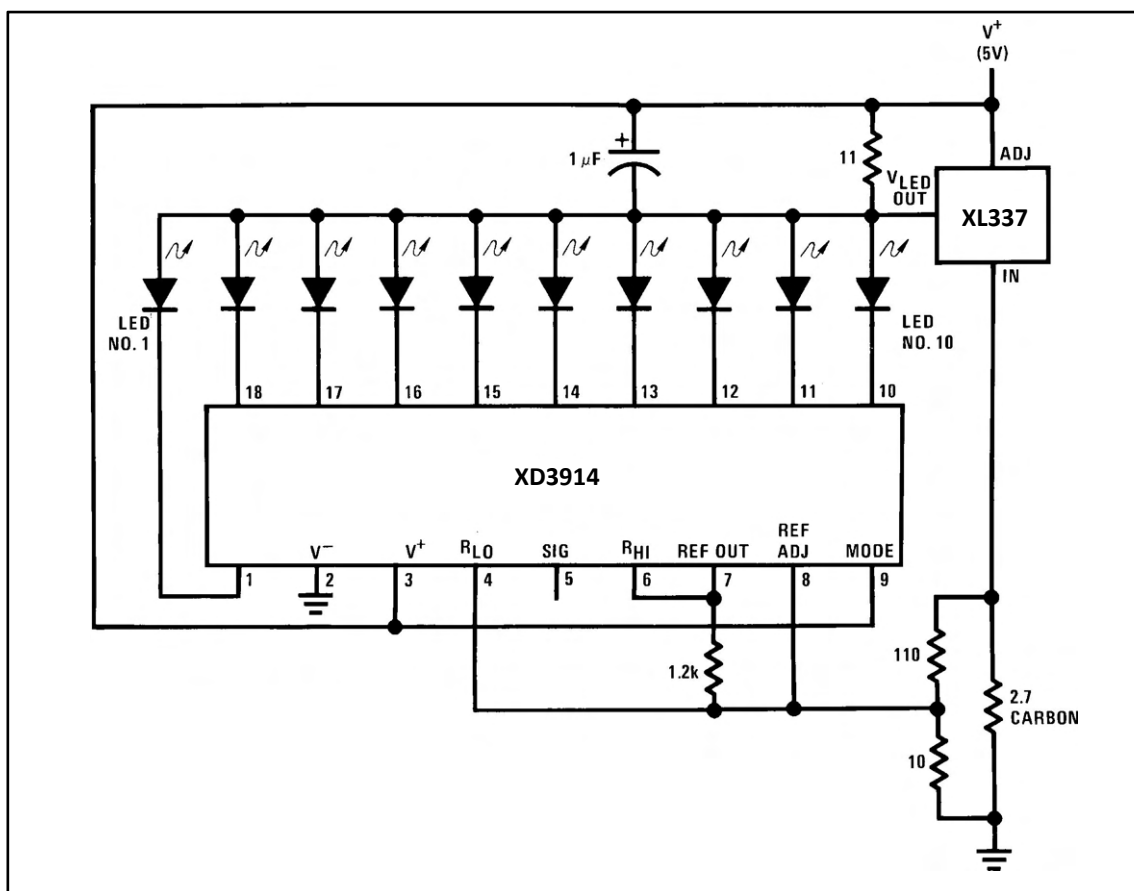 V+
(5V)
+
1 μF
11
ADJ
VLED
OUT
XL337
IN
LED
NO. 1
LED
NO. 10
18
17
16
15
14
13
12
11
10
XD3914
V−
V+
RLO
SIG
RHI
REF OUT
REF
ADJ
MODE
1
2
3
4
5
6
7
8
9
1.2k
110
10
2.7
CARBON